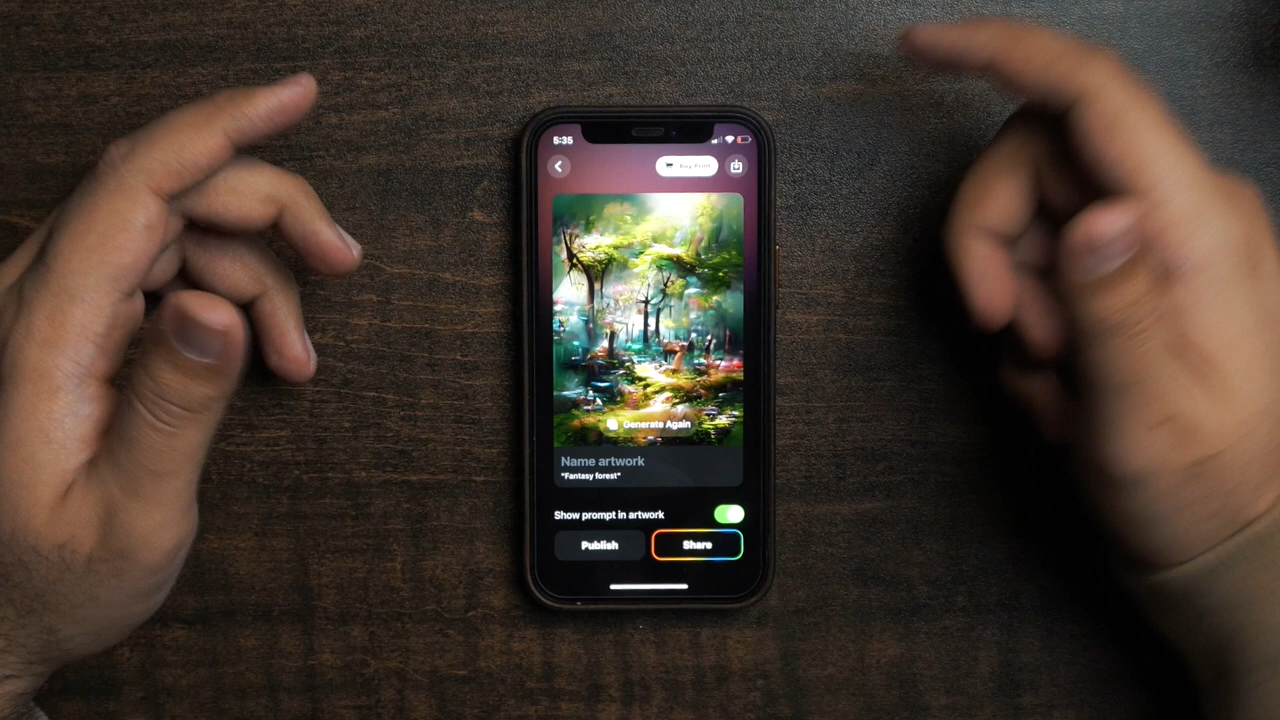 5:35
Buy Print
Generate Again
Name artwork
"Fantasy forest"
Show prompt in artwork
Publish
Share